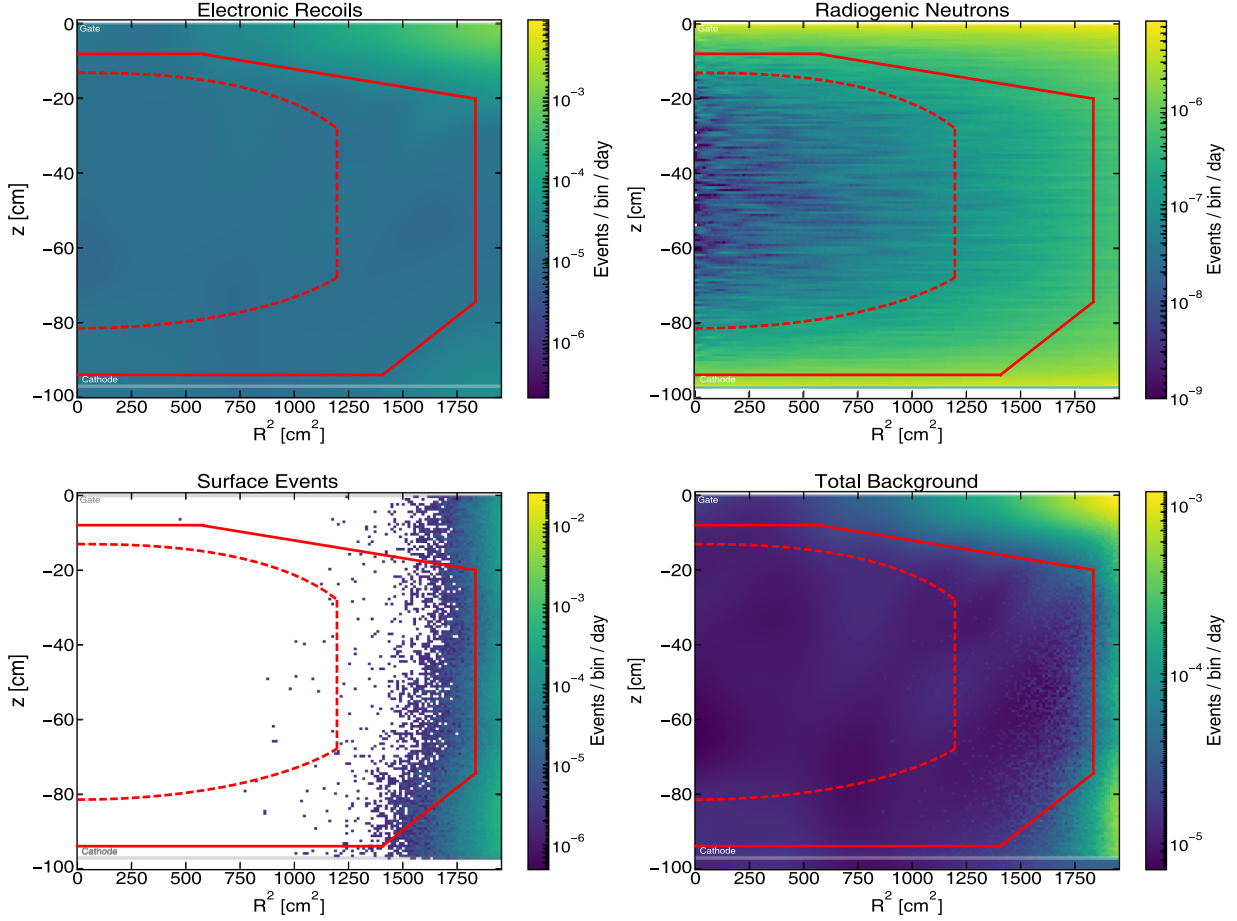 Electronic Recoils
Gate
Cathode
0
−20
−40
−60
−80
−100
z [cm]
0 250 500 750 1000 1250 1500 1750
R² [cm²]
10⁻³
10⁻⁴
10⁻⁵
10⁻⁶
Events / bin / day
Radiogenic Neutrons
Gate
Cathode
0
−20
−40
−60
−80
−100
z [cm]
0 250 500 750 1000 1250 1500 1750
R² [cm²]
10⁻⁶
10⁻⁷
10⁻⁸
10⁻⁹
Events / bin / day
Surface Events
Gate
Cathode
0
−20
−40
−60
−80
−100
z [cm]
0 250 500 750 1000 1250 1500 1750
R² [cm²]
10⁻²
10⁻³
10⁻⁴
10⁻⁵
10⁻⁶
Events / bin / day
Total Background
Gate
Cathode
0
−20
−40
−60
−80
−100
z [cm]
0 250 500 750 1000 1250 1500 1750
R² [cm²]
10⁻³
10⁻⁴
10⁻⁵
Events / bin / day